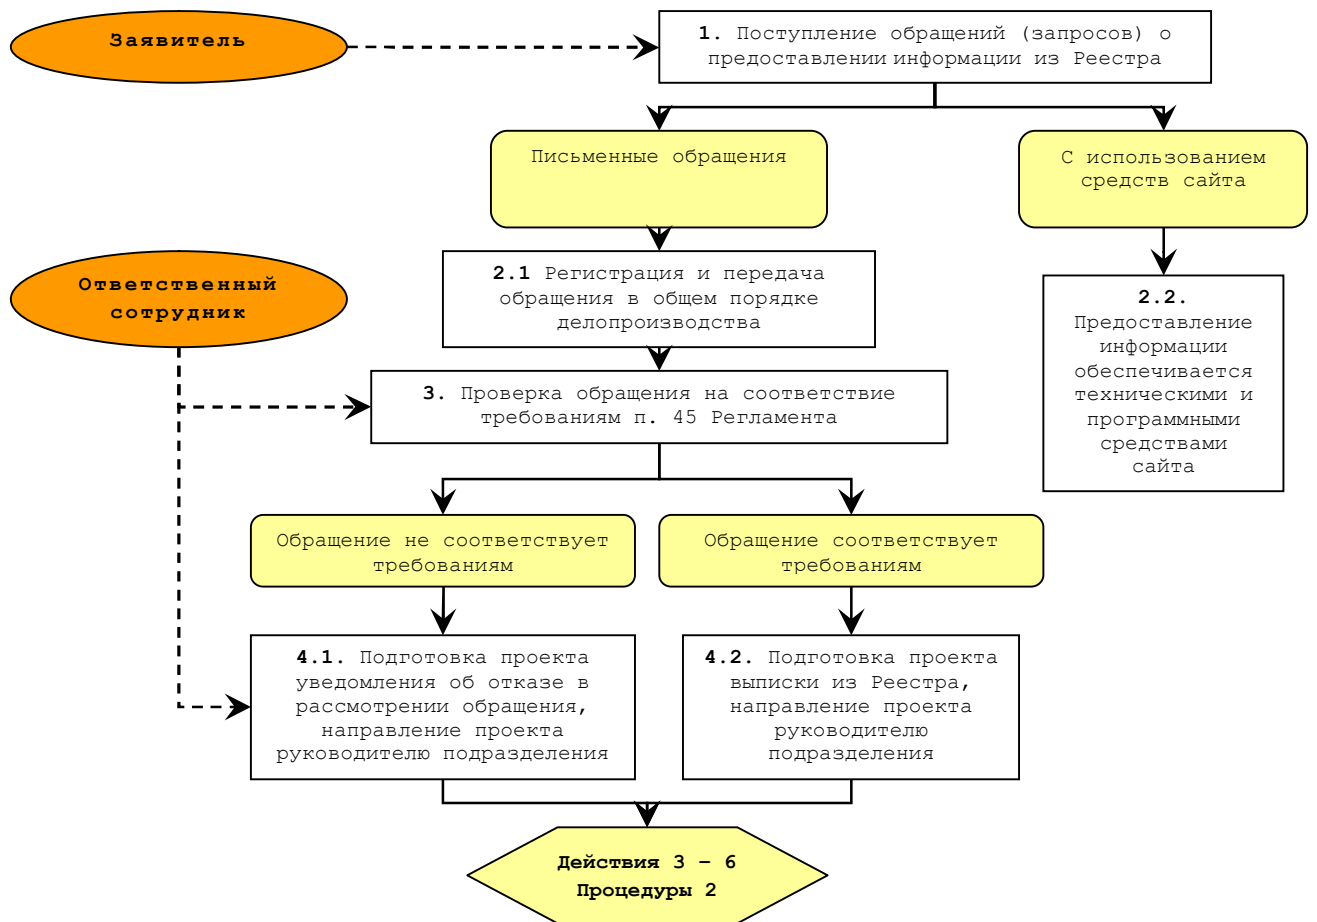 Заявитель
1. Поступление обращений (запросов) о
предоставлении информации из Реестра
Письменные обращения
С использованием
средств сайта
Ответственный
сотрудник
2.1 Регистрация и передача
обращения в общем порядке
делопроизводства
2.2.
Предоставление
информации
обеспечивается
техническими и
программными
средствами
сайта
3. Проверка обращения на соответствие
требованиям п. 45 Регламента
Обращение не соответствует
требованиям
Обращение соответствует
требованиям
4.1. Подготовка проекта
уведомления об отказе в
рассмотрении обращения,
направление проекта
руководителю подразделения
4.2. Подготовка проекта
выписки из Реестра,
направление проекта
руководителю
подразделения
Действия 3 – 6
Процедуры 2